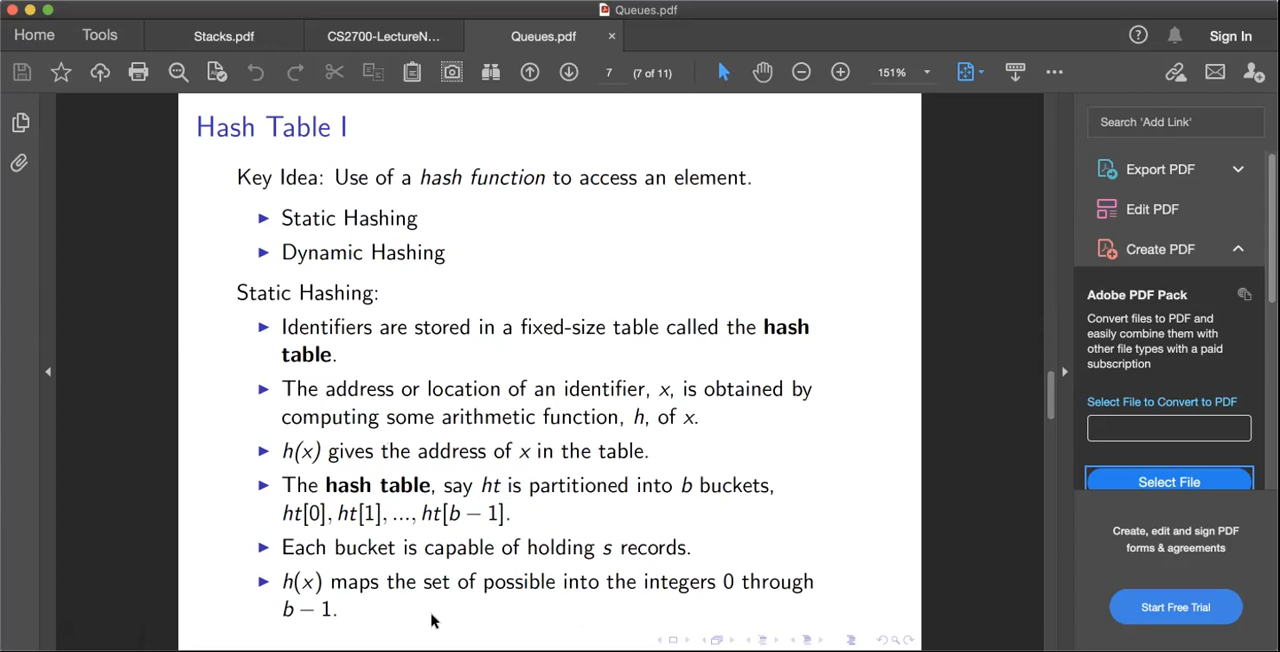 Queues.pdf
Home Tools Stacks.pdf CS2700-LectureN... Queues.pdf × Sign In
7 (7 of 11) 151%
Hash Table I
Key Idea: Use of a hash function to access an element.
Static Hashing
Dynamic Hashing
Static Hashing:
Identifiers are stored in a fixed-size table called the hash
table.
The address or location of an identifier, x, is obtained by
computing some arithmetic function, h, of x.
h(x) gives the address of x in the table.
The hash table, say ht is partitioned into b buckets,
ht[0], ht[1], ..., ht[b − 1].
Each bucket is capable of holding s records.
h(x) maps the set of possible into the integers 0 through
b − 1.
Search 'Add Link'
Export PDF
Edit PDF
Create PDF
Adobe PDF Pack
Convert files to PDF and
easily combine them with
other file types with a paid
subscription
Select File to Convert to PDF
Select File
Create, edit and sign PDF
forms & agreements
Start Free Trial